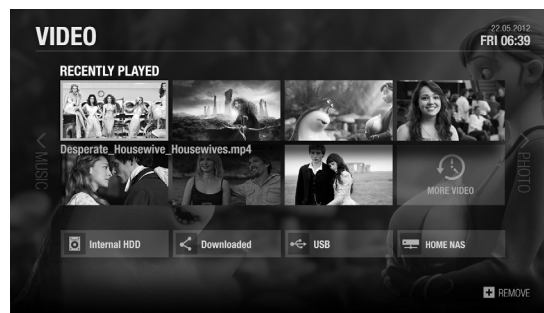 VIDEO
22.05.2012
FRI 06:39
RECENTLY PLAYED
Desperate_Housewive_Housewives.mp4
MUSIC
PHOTO
MORE VIDEO
Internal HDD
Downloaded
USB
HOME NAS
REMOVE